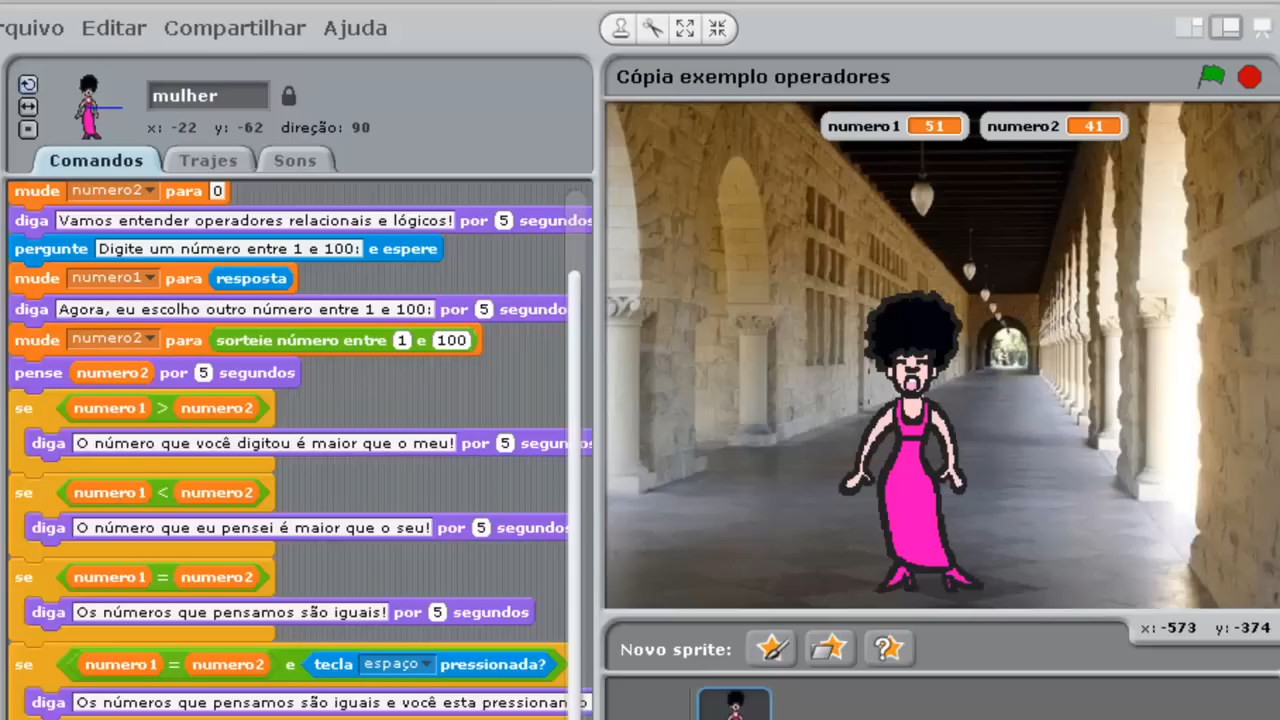 rquivo Editar Compartilhar Ajuda
mulher
x: -22 y: -62 direção: 90
Comandos Trajes Sons
mude numero2 para 0
diga Vamos entender operadores relacionais e lógicos! por 5 segundos
pergunte Digite um número entre 1 e 100: e espere
mude numero1 para resposta
diga Agora, eu escolho outro número entre 1 e 100: por 5 segundo
mude numero2 para sorteie número entre 1 e 100
pense numero2 por 5 segundos
se numero1 > numero2
diga O número que você digitou é maior que o meu! por 5 segundos
se numero1 < numero2
diga O número que eu pensei é maior que o seu! por 5 segundos
se numero1 = numero2
diga Os números que pensamos são iguais! por 5 segundos
se numero1 = numero2 e tecla espaço pressionada?
diga Os números que pensamos são iguais e você esta pressionando
Cópia exemplo operadores
numero1 51 numero2 41
x: -573 y: -374
Novo sprite: